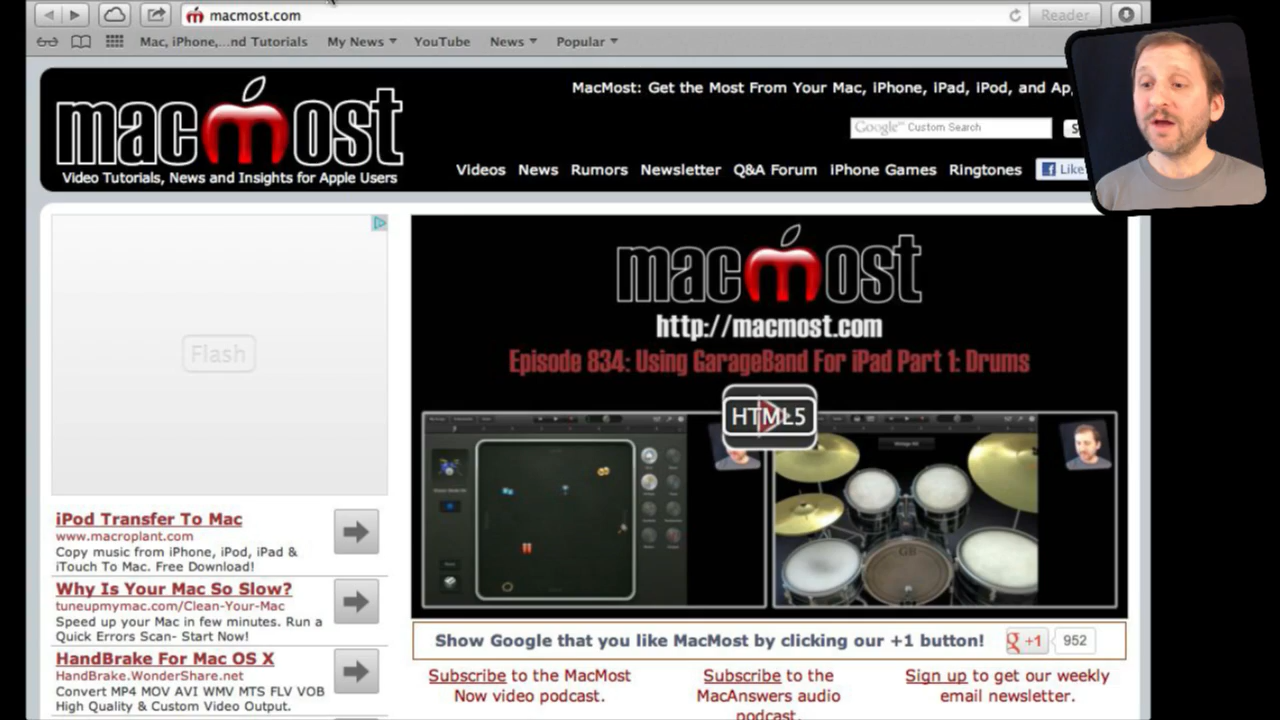 macmost.com
Reader
Mac, iPhone,...nd Tutorials
My News
YouTube
News
Popular
macmost
Video Tutorials, News and Insights for Apple Users
MacMost: Get the Most From Your Mac, iPhone, iPad, iPod, and Ap
Google™ Custom Search
S
Videos
News
Rumors
Newsletter
Q&A Forum
iPhone Games
Ringtones
Like
Flash
macmost
http://macmost.com
Episode 834: Using GarageBand For iPad Part 1: Drums
HTML5
GB
iPod Transfer To Mac
www.macroplant.com
Copy music from iPhone, iPod, iPad &
iTouch To Mac. Free Download!
Why Is Your Mac So Slow?
tuneupmymac.com/Clean-Your-Mac
Speed up your Mac in few minutes. Run a
Quick Errors Scan- Start Now!
HandBrake For Mac OS X
HandBrake.WonderShare.net
Convert MP4 MOV AVI WMV MTS FLV VOB
High Quality & Custom Video Output.
Show Google that you like MacMost by clicking our +1 button!
g +1
952
Subscribe to the MacMost
Now video podcast.
Subscribe to the
MacAnswers audio
podcast.
Sign up to get our weekly
email newsletter.